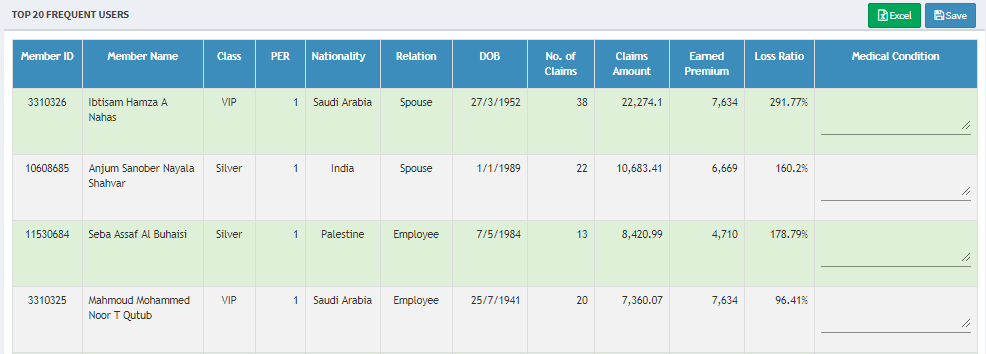 TOP 20 FREQUENT USERS
Excel
Save
Member ID Member Name Class PER Nationality Relation DOB No. of Claims Earned Loss Ratio Medical Condition
Claims Amount Premium
3310326 Ibtisam Hamza A VIP 1 Saudi Arabia Spouse 27/3/1952 38 22,274.1 7,634 291.77%
Nahas
10608685 Anjum Sanober Nayala Silver 1 India Spouse 1/1/1989 22 10,683.41 6,669 160.2%
Shahvar
11530684 Seba Assaf Al Buhaisi Silver 1 Palestine Employee 7/5/1984 13 8,420.99 4,710 178.79%
3310325 Mahmoud Mohammed VIP 1 Saudi Arabia Employee 25/7/1941 20 7,360.07 7,634 96.41%
Noor T Qutub